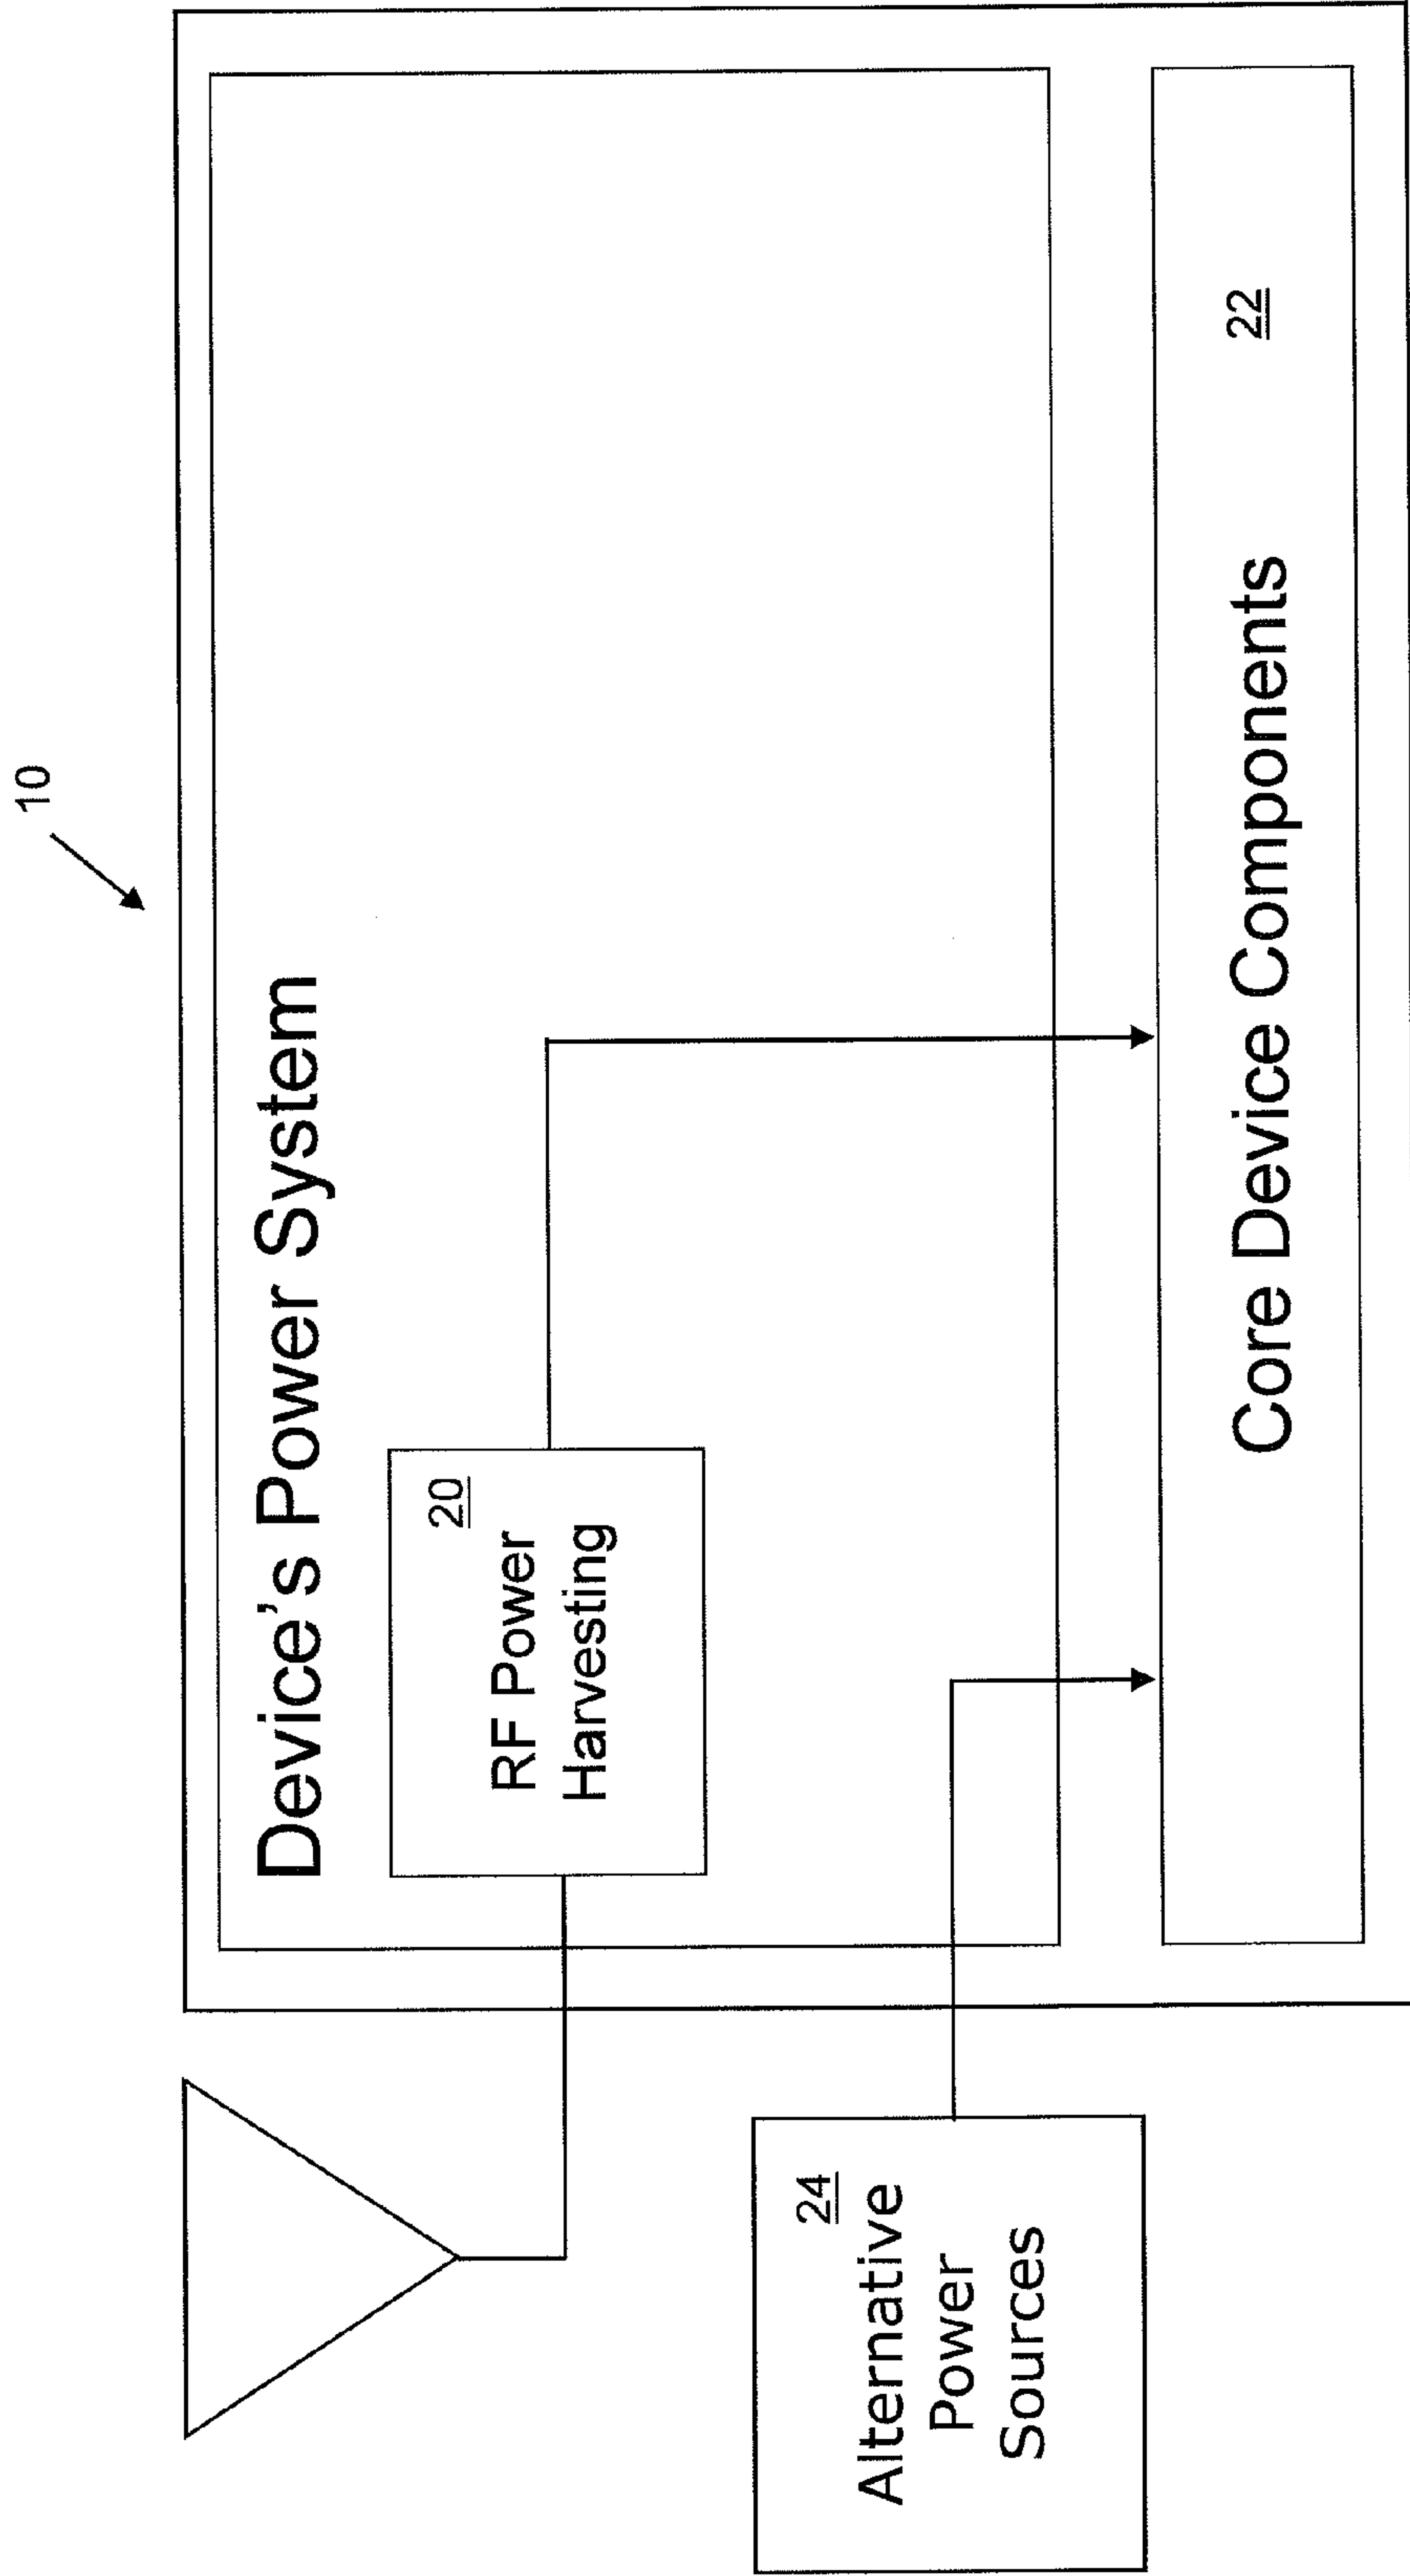 10
Device's Power System
20
RF Power
Harvesting
24
Alternative
Power
Sources
Core Device Components 22